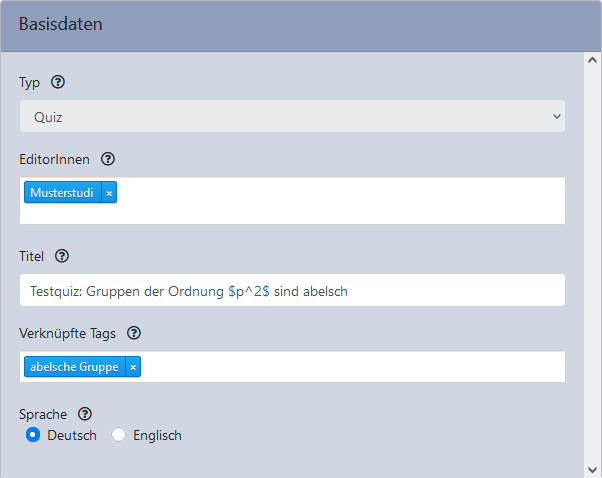 Basisdaten
Typ
Quiz
EditorInnen
Musterstudi ×
Titel
Testquiz: Gruppen der Ordnung $p^2$ sind abelsch
Verknüpfte Tags
abelsche Gruppe ×
Sprache
Deutsch Englisch